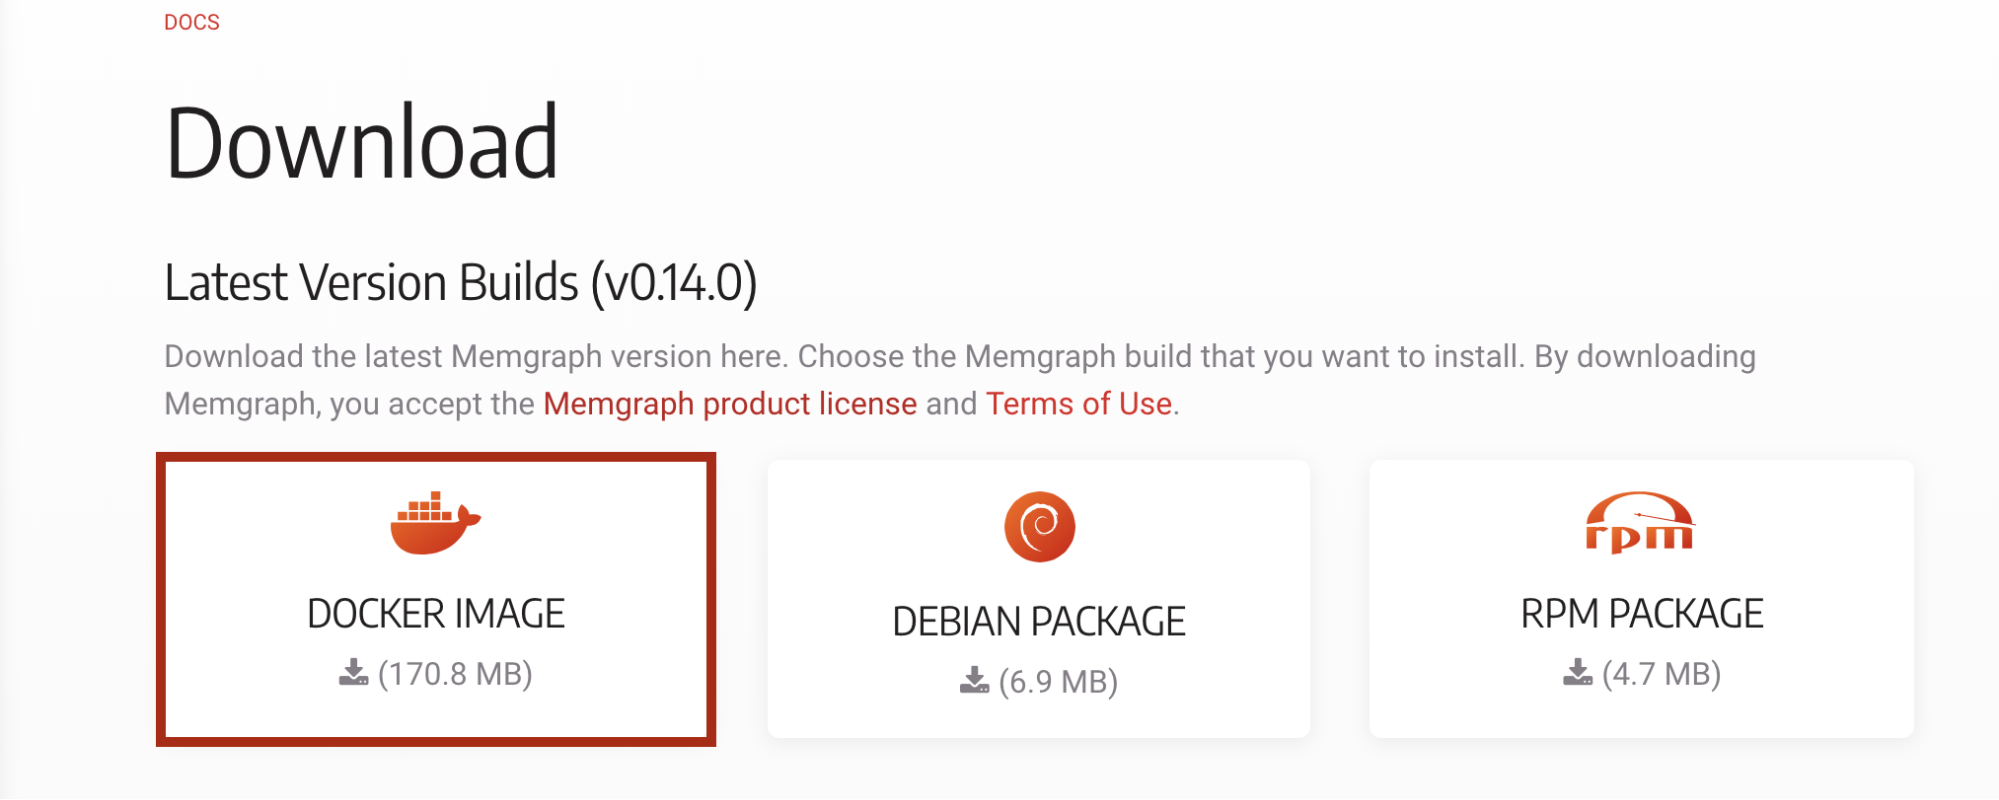 DOCS
Download
Latest Version Builds (v0.14.0)
Download the latest Memgraph version here. Choose the Memgraph build that you want to install. By downloading
Memgraph, you accept the Memgraph product license and Terms of Use.
rpm
DOCKER IMAGE
DEBIAN PACKAGE
RPM PACKAGE
(170.8 MB)
(6.9 MB)
(4.7 MB)